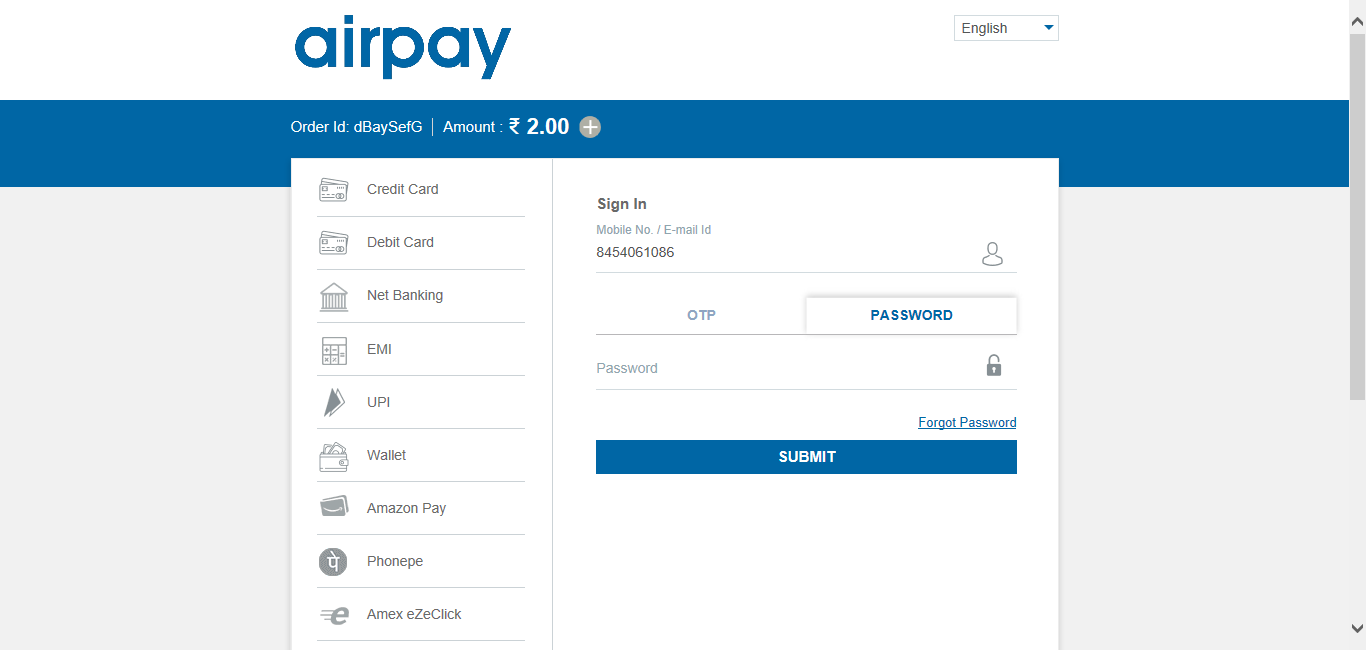 airpay
English
Order Id: dBaySefG | Amount : ₹ 2.00
Credit Card
Debit Card
Net Banking
EMI
UPI
Wallet
Amazon Pay
पे
Phonepe
e
Amex eZeClick
Sign In
Mobile No. / E-mail Id
8454061086
OTP PASSWORD
Password
Forgot Password
SUBMIT